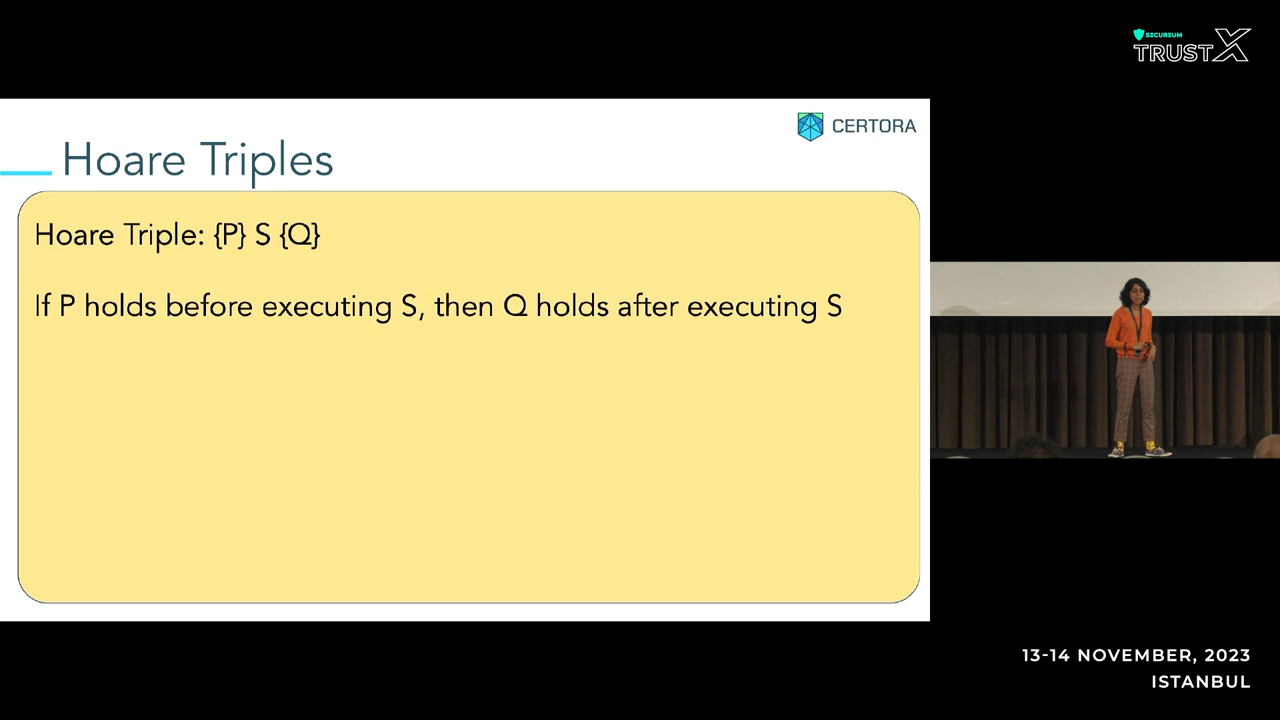 SECUREUM
TRUSTX
CERTORA
Hoare Triples
Hoare Triple: {P} S {Q}
If P holds before executing S, then Q holds after executing S
13-14 NOVEMBER, 2023
ISTANBUL